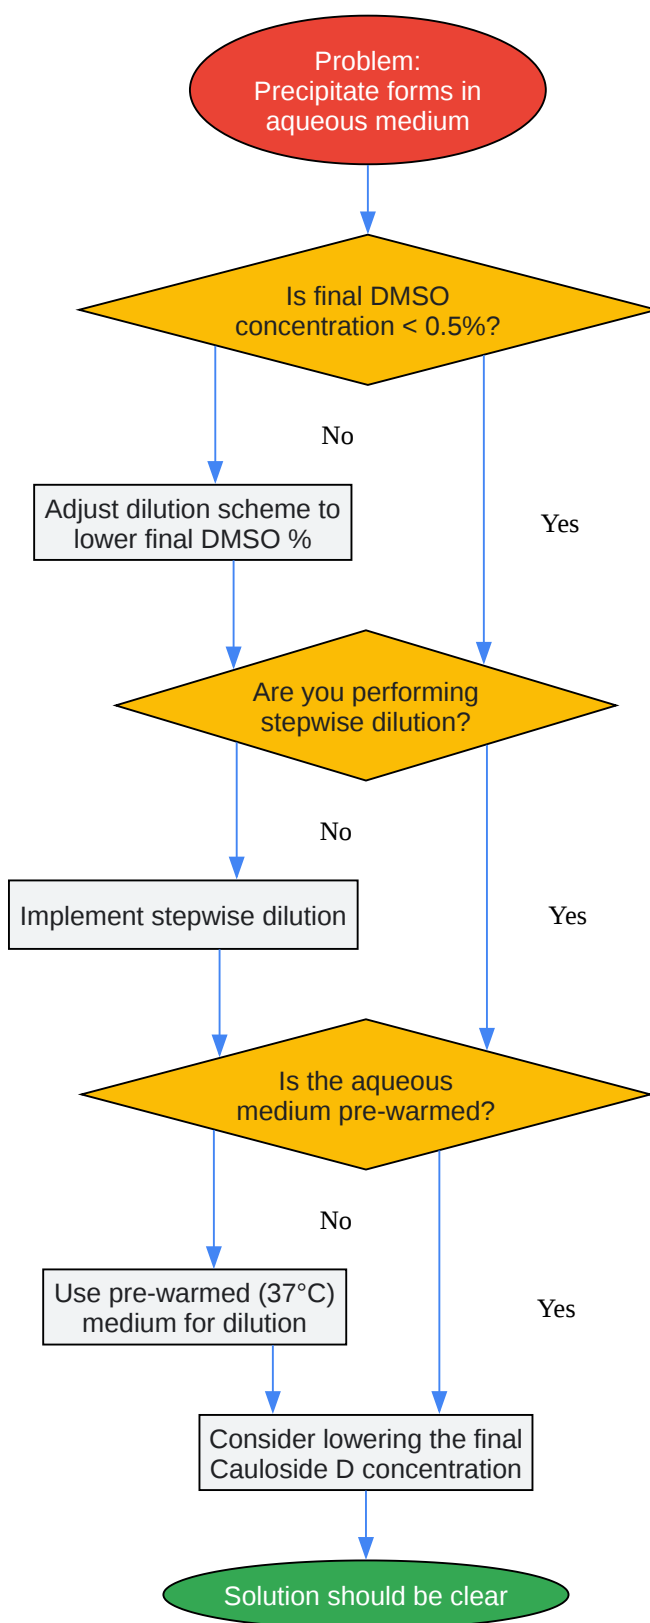 Problem:
Precipitate forms in
aqueous medium
Is final DMSO
concentration < 0.5%?
No
Adjust dilution scheme to
lower final DMSO %
Yes
Are you performing
stepwise dilution?
No
Implement stepwise dilution
Yes
Is the aqueous
medium pre-warmed?
No
Use pre-warmed (37°C)
medium for dilution
Yes
Consider lowering the final
Cauloside D concentration
Solution should be clear